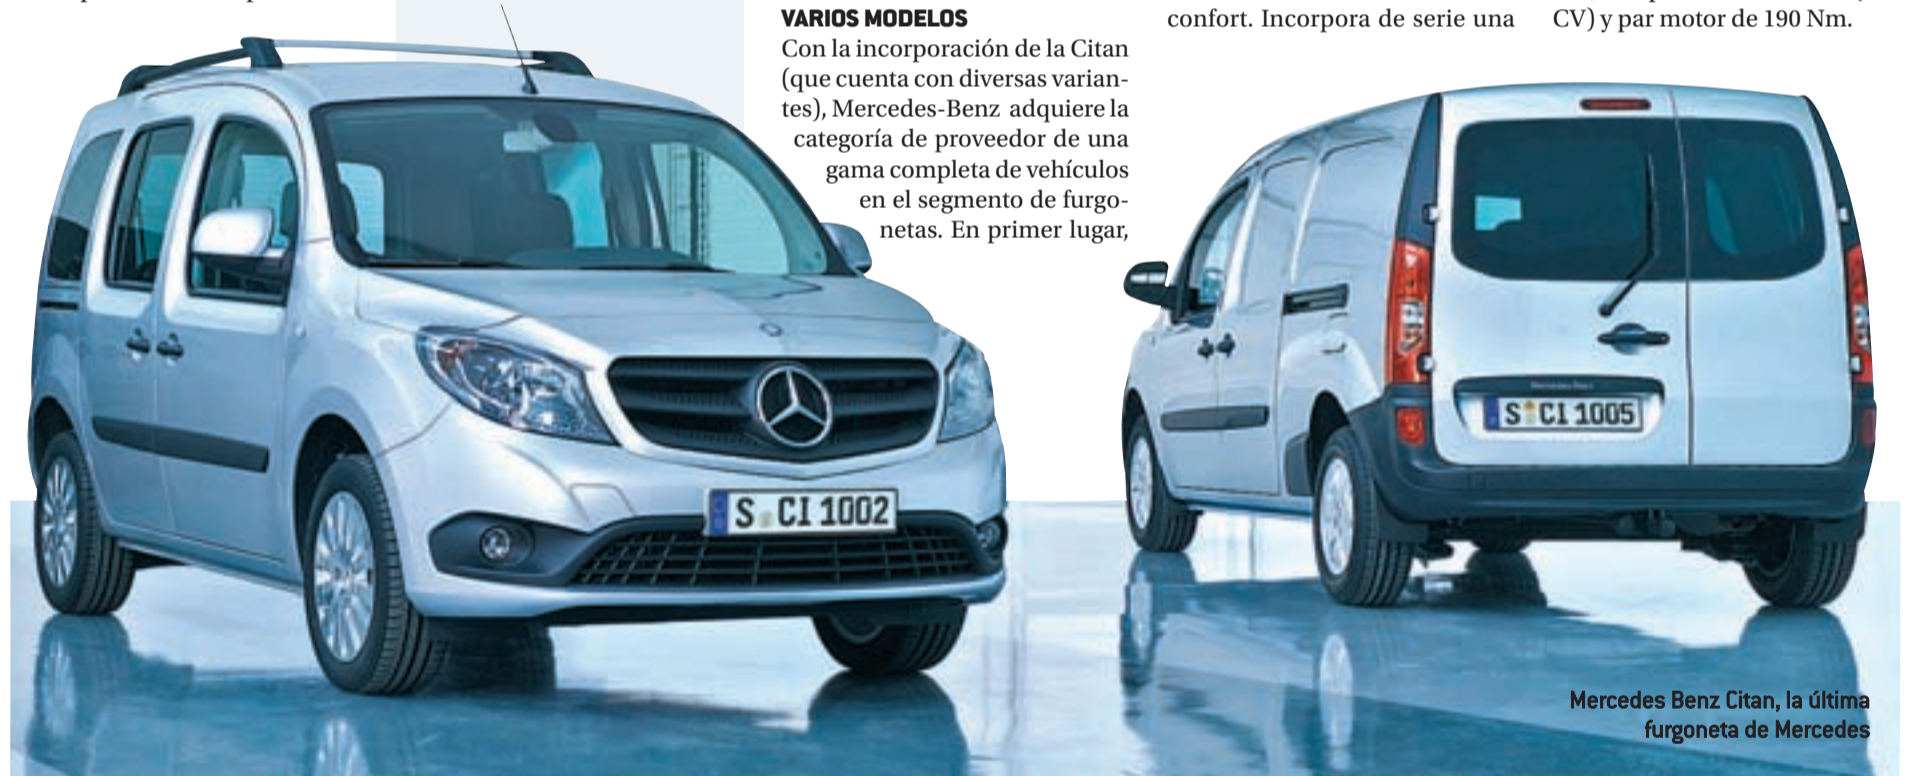 VARIOS MODELOS
Con la incorporación de la Citan
(que cuenta con diversas varian-
tes), Mercedes-Benz adquiere la
categoría de proveedor de una
gama completa de vehículos
en el segmento de furgo-
netas. En primer lugar,
confort. Incorpora de serie una
CV) y par motor de 190 Nm.
S CI 1002
Mercedes-Benz
S CI 1005
Mercedes Benz Citan, la última
furgoneta de Mercedes